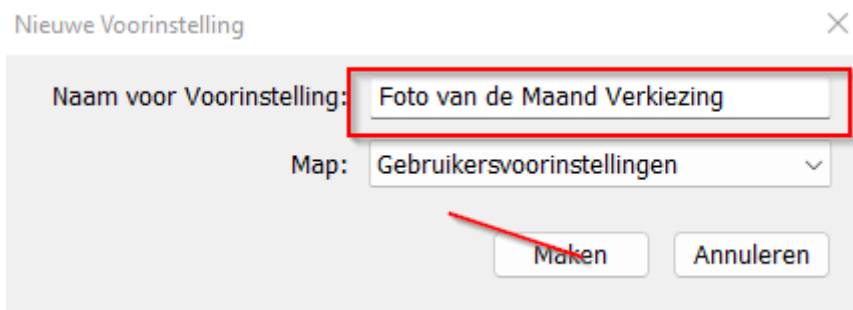 Nieuwe Voorinstelling
Naam voor Voorinstelling: Foto van de Maand Verkiezing
Map: Gebruikersvoorinstellingen
Maken Annuleren